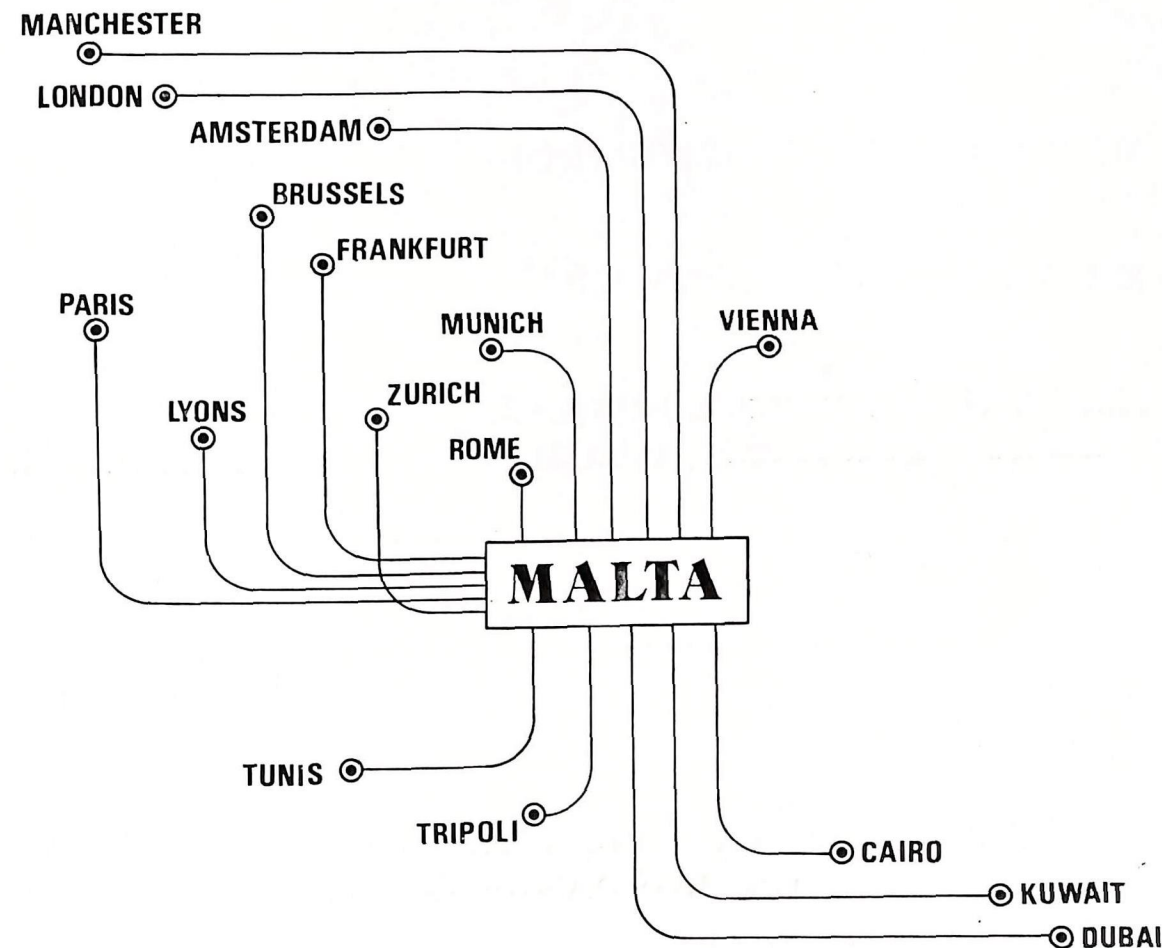 MANCHESTER
LONDON
AMSTERDAM
BRUSSELS
FRANKFURT
PARIS
MUNICH
VIENNA
ZURICH
LYONS
ROME
MALTA
TUNIS
TRIPOLI
CAIRO
KUWAIT
DUBAI